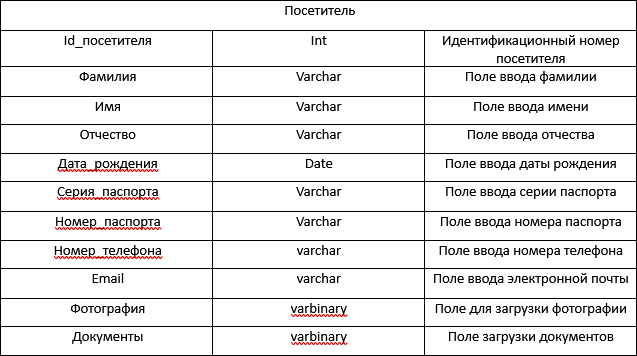 Посетитель
Id_посетителя Int Идентификационный номер
посетителя
Фамилия Varchar Поле ввода фамилии
Имя Varchar Поле ввода имени
Отчество Varchar Поле ввода отчества
Дата_рождения Date Поле ввода даты рождения
Серия_паспорта Varchar Поле ввода серии паспорта
Номер_паспорта Varchar Поле ввода номера паспорта
Номер_телефона varchar Поле ввода номера телефона
Email varchar Поле ввода электронной почты
Фотография varbinary Поле для загрузки фотографии
Документы varbinary Поле загрузки документов